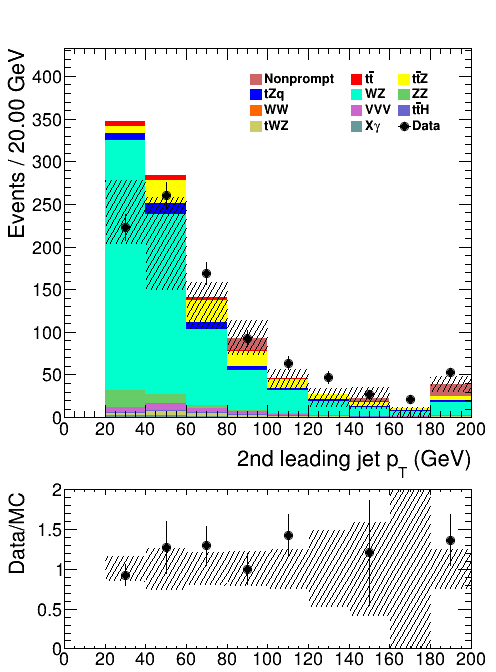 Events / 20.00 GeV
400
350
300
250
200
150
100
50
0
Nonprompt tt̄ tt̄Z
tZq WZ ZZ
WW VVV tt̄H
tWZ Xγ Data
0 20 40 60 80 100 120 140 160 180 200
2nd leading jet pT (GeV)
Data/MC
2
1.5
1
0.5
0
0 20 40 60 80 100 120 140 160 180 200